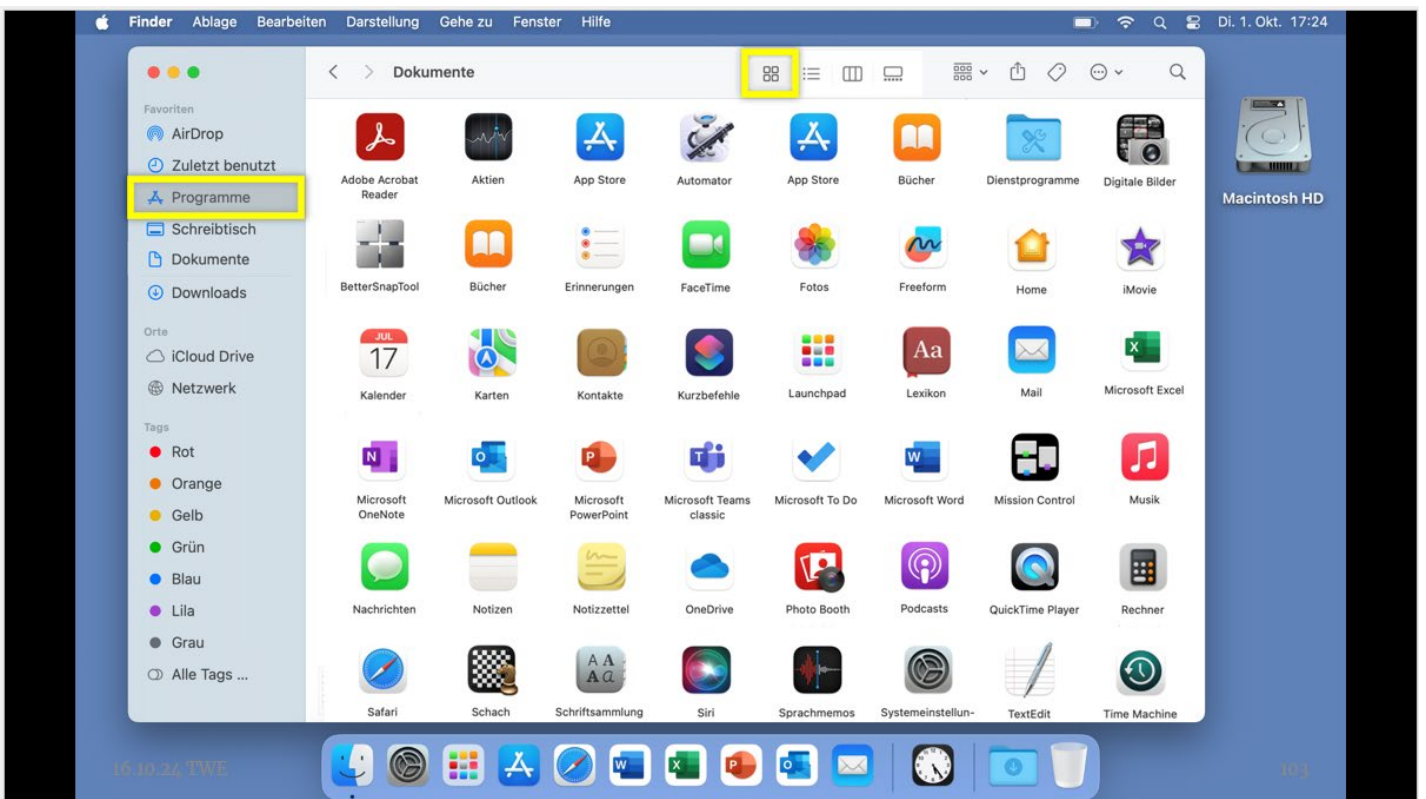 Finder Ablage Bearbeiten Darstellung Gehe zu Fenster Hilfe Di. 1. Okt. 17:24
Dokumente
Favoriten
AirDrop
Zuletzt benutzt
Programme
Schreibtisch
Dokumente
Downloads
Orte
iCloud Drive
Netzwerk
Tags
Rot
Orange
Gelb
Grün
Blau
Lila
Grau
Alle Tags ...
Adobe Acrobat
Reader
Aktien
App Store
Automator
App Store
Bücher
Dienstprogramme
Digitale Bilder
BetterSnapTool
Bücher
Erinnerungen
FaceTime
Fotos
Freeform
Home
iMovie
JUL
17
Kalender
Karten
Kontakte
Kurzbefehle
Launchpad
Aa
Lexikon
Mail
X
Microsoft Excel
N
Microsoft
OneNote
O
Microsoft Outlook
P
Microsoft
PowerPoint
T
Microsoft Teams
classic
Microsoft To Do
W
Microsoft Word
Mission Control
Musik
Nachrichten
Notizen
Notizzettel
OneDrive
Photo Booth
Podcasts
QuickTime Player
Rechner
Safari
Schach
A A
A a
Schriftsammlung
Siri
Sprachmemos
Systemeinstellun-
TextEdit
Time Machine
Macintosh HD
W X P O
16.10.24 TWE
103